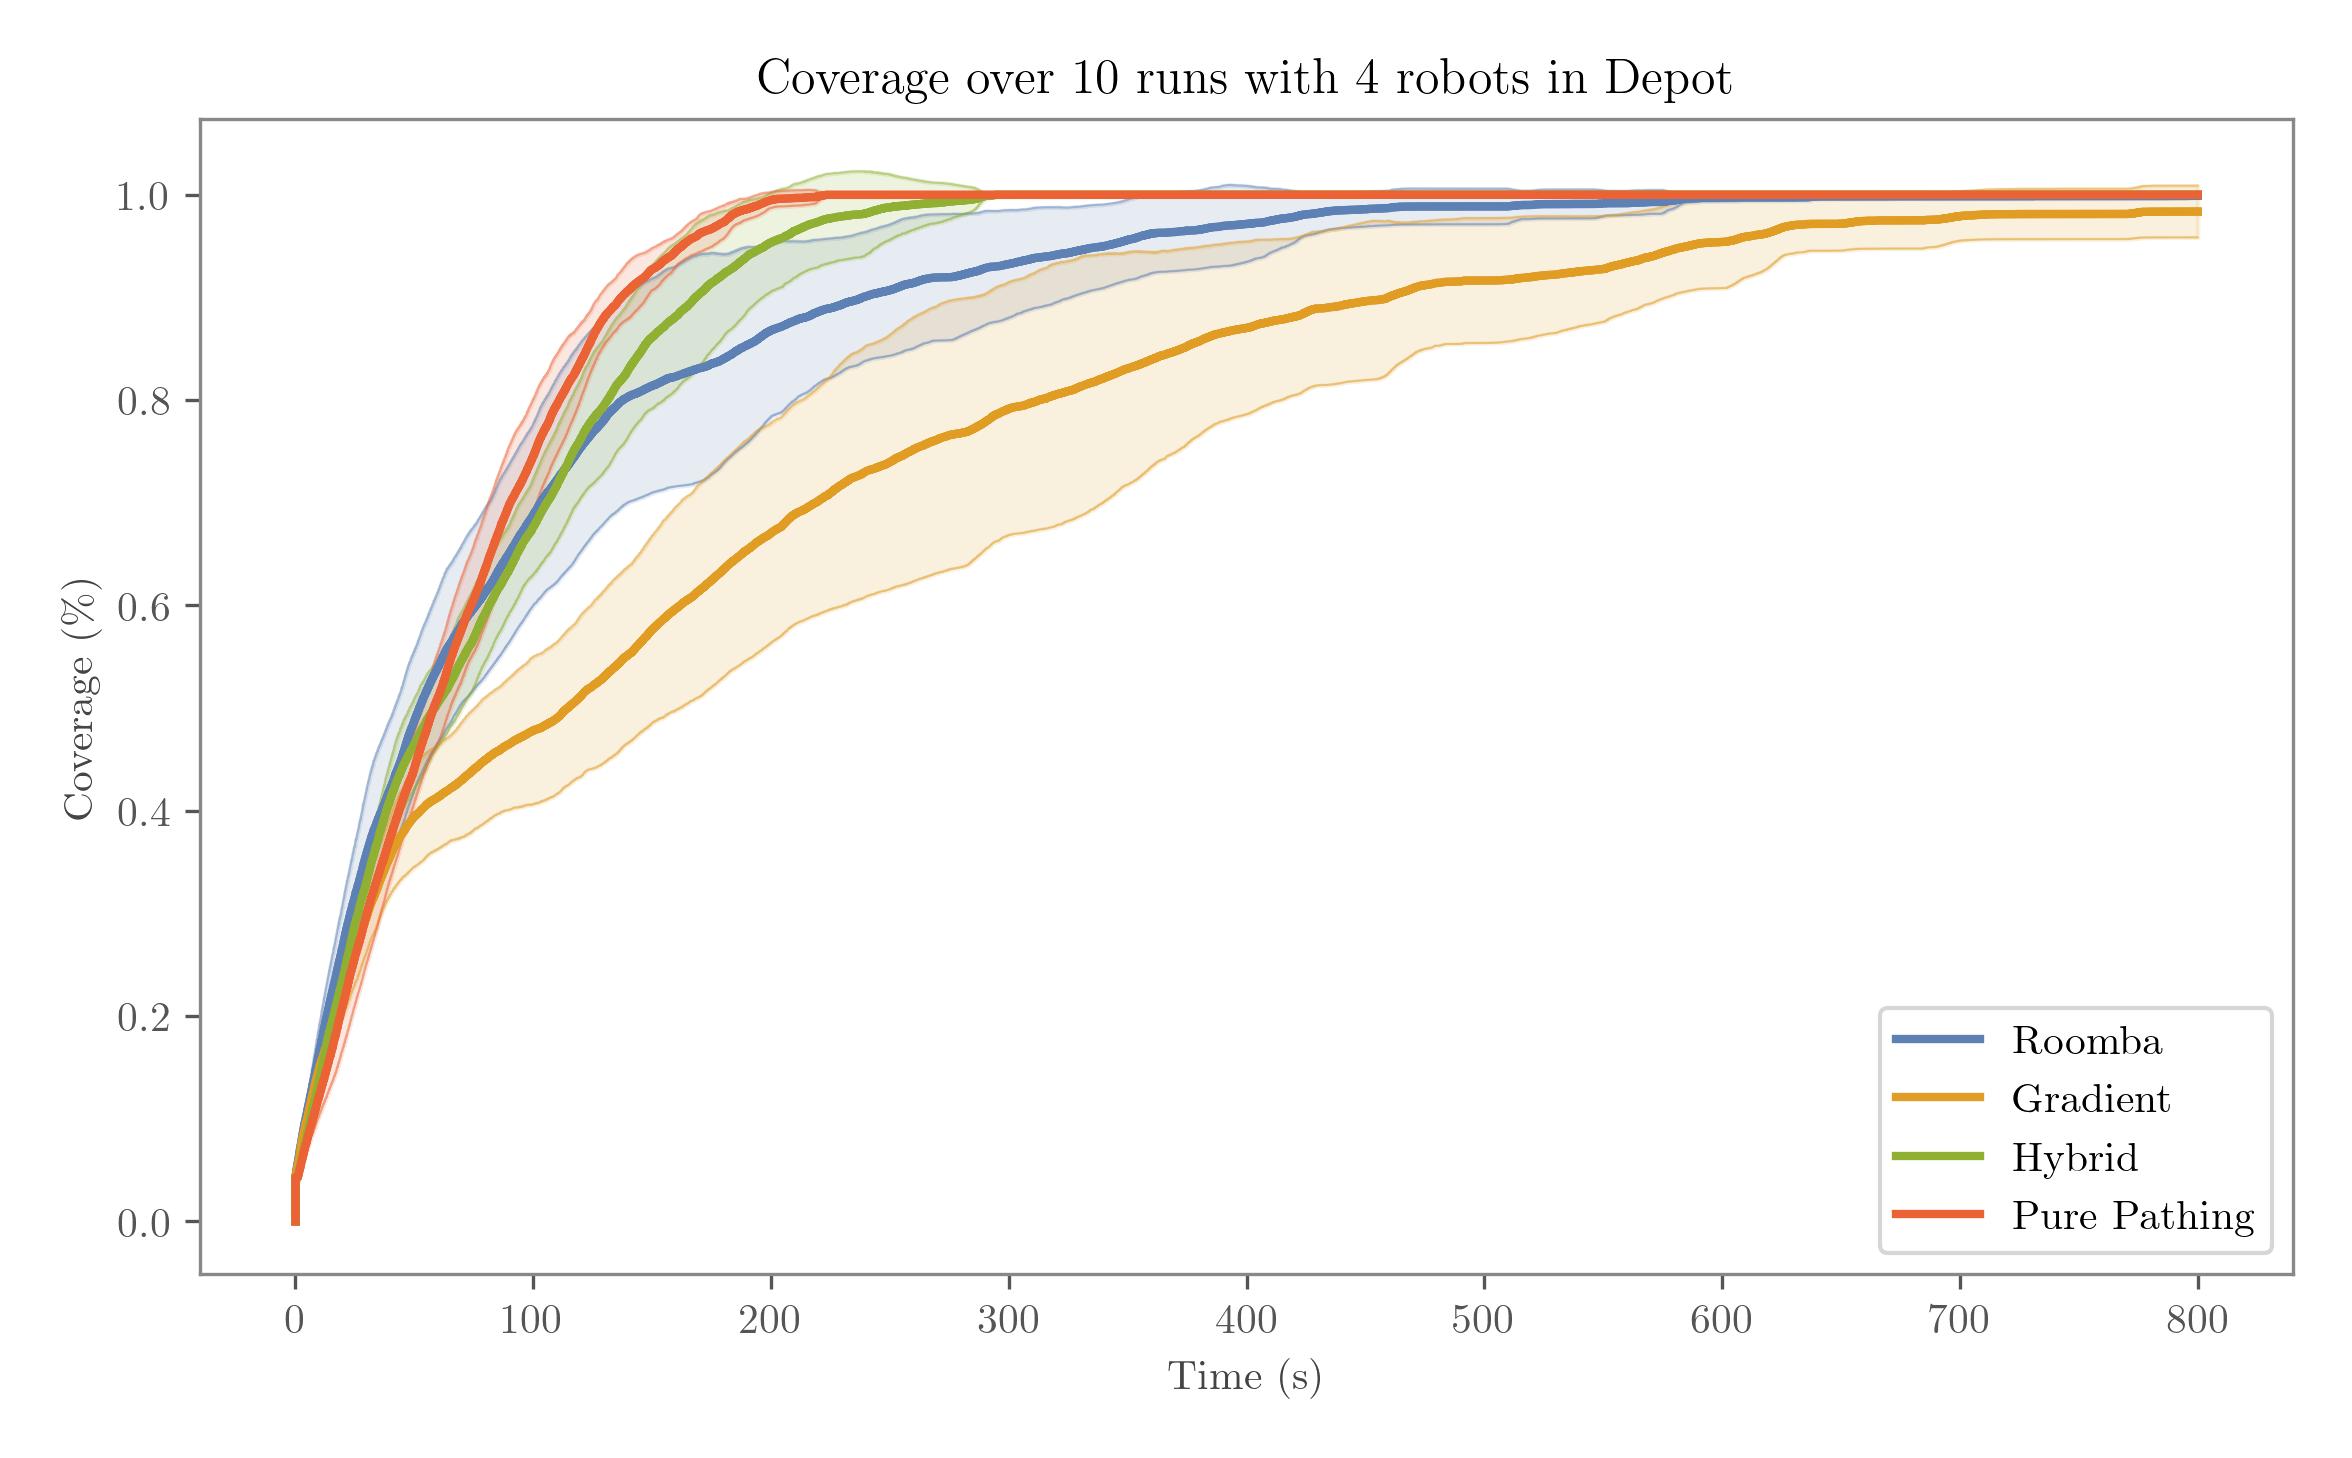 Coverage over 10 runs with 4 robots in Depot
Coverage (%)
1.0
0.8
0.6
0.4
0.2
0.0
0 100 200 300 400 500 600 700 800
Time (s)
Roomba
Gradient
Hybrid
Pure Pathing